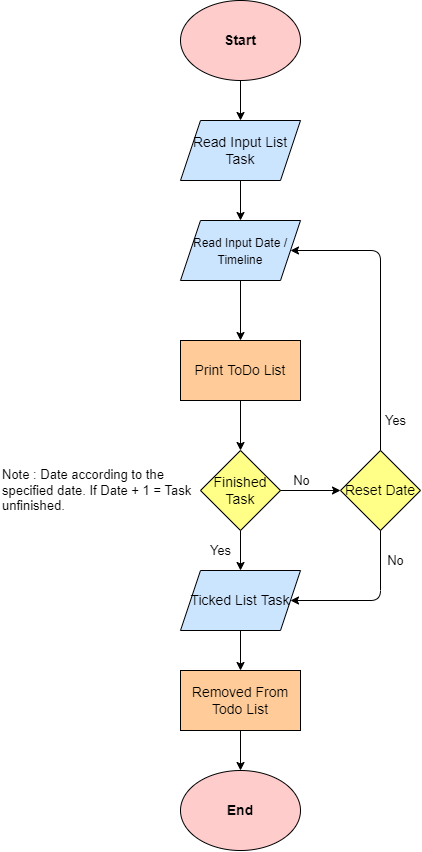 Start
Read Input List
Task
Read Input Date /
Timeline
Print ToDo List
Yes
Note : Date according to the
specified date. If Date + 1 = Task
unfinished.
Finished
Task
No
Reset Date
Yes
No
Ticked List Task
Removed From
Todo List
End